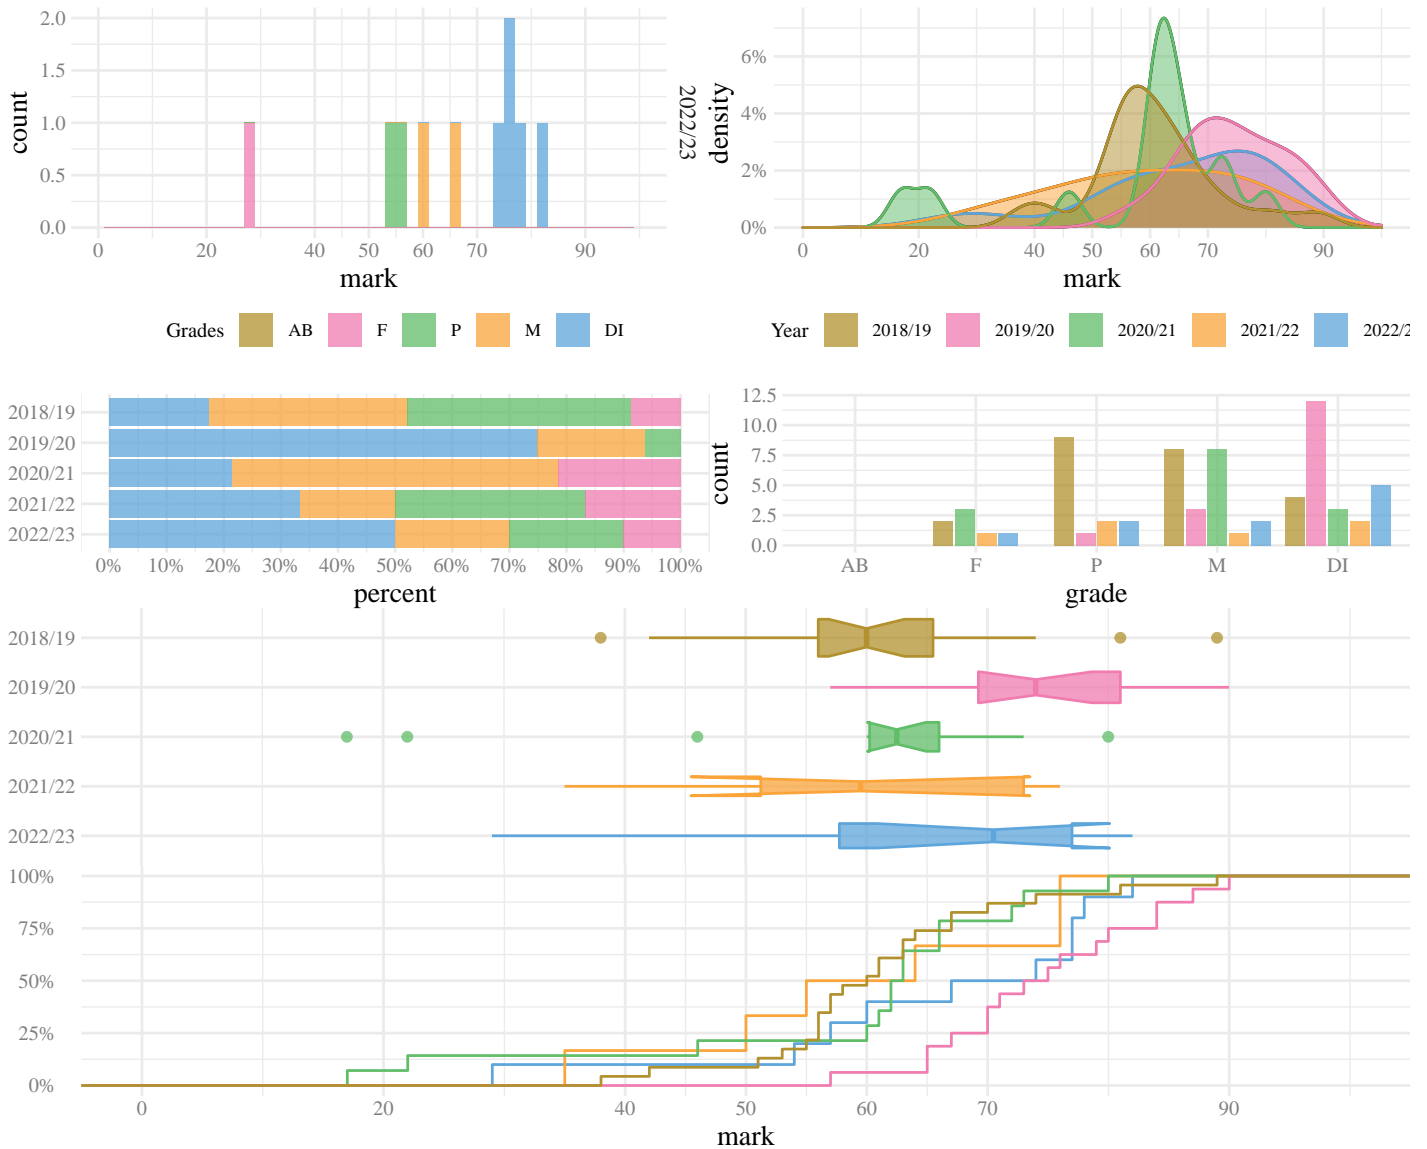 2.0
1.5
1.0
0.5
0.0
count
0 20 40 50 60 70 90
mark
2022/23
density
6%
4%
2%
0%
0 20 40 50 60 70 90
mark
Grades AB F P M DI
Year 2018/19 2019/20 2020/21 2021/22 2022/2
2018/19
2019/20
2020/21
2021/22
2022/23
0% 10% 20% 30% 40% 50% 60% 70% 80% 90% 100%
percent
count
12.5
10.0
7.5
5.0
2.5
0.0
AB F P M DI
grade
2018/19
2019/20
2020/21
2021/22
2022/23
100%
75%
50%
25%
0%
0 20 40 50 60 70 90
mark